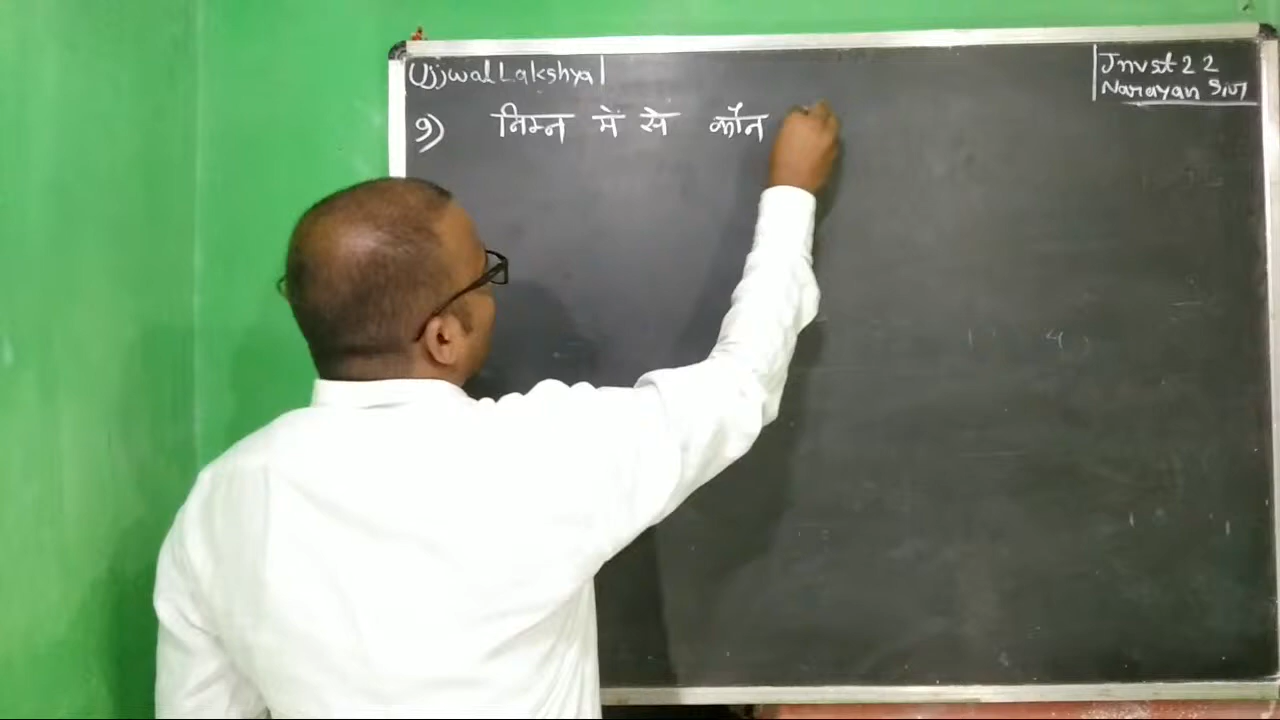 Ujjwal Lakshya
Jnvst 22
Narayan Sir
9) निम्न में से कौन